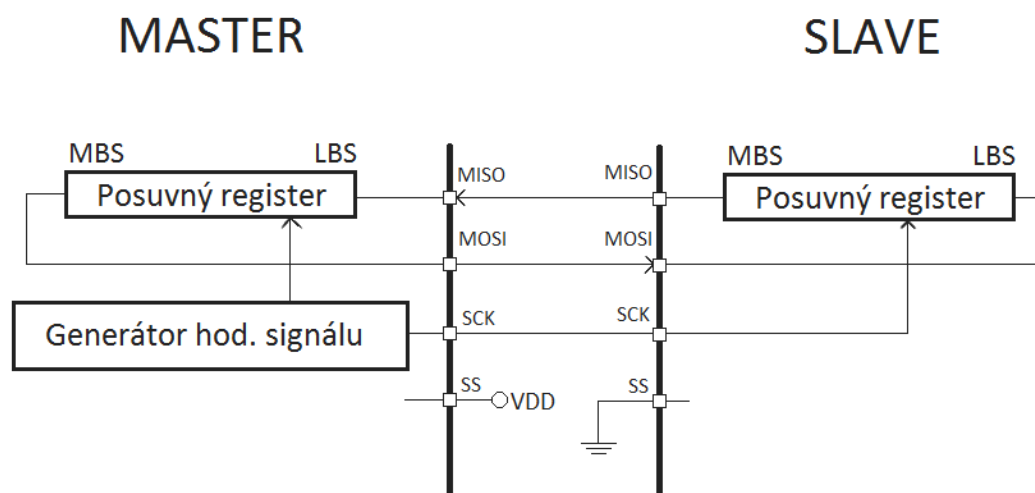 MASTER
SLAVE
MBS
LBS
Posuvný register
MISO
MISO
MBS
LBS
Posuvný register
MOSI
MOSI
Generátor hod. signálu
SCK
SCK
SS
VDD
SS